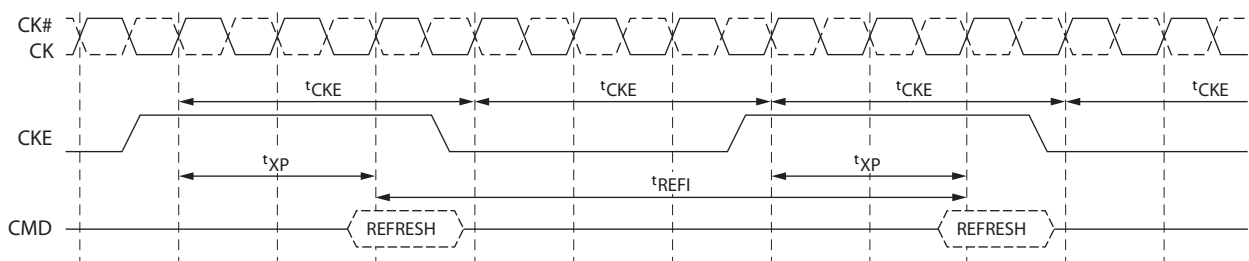 CK#
CK
tCKE tCKE tCKE tCKE
CKE
tXP tXP
tREFI
CMD REFRESH REFRESH